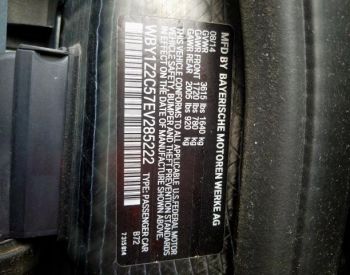 MFD BY BAYERISCHE MOTOREN WERKE AG
08/14
GVWR 3615 lbs 1640 kg
GAWR FRONT 1720 lbs 780 kg
GAWR REAR 2005 lbs 920 kg
THIS VEHICLE CONFORMS TO ALL APPLICABLE U.S. FEDERAL MOTOR
VEHICLE SAFETY, BUMPER, AND THEFT PREVENTION STANDARDS
IN EFFECT ON THE DATE OF MANUFACTURE
SHOWN ABOVE.
WBY1Z2C57EV285222
TYPE: PASSENGER CAR
B72